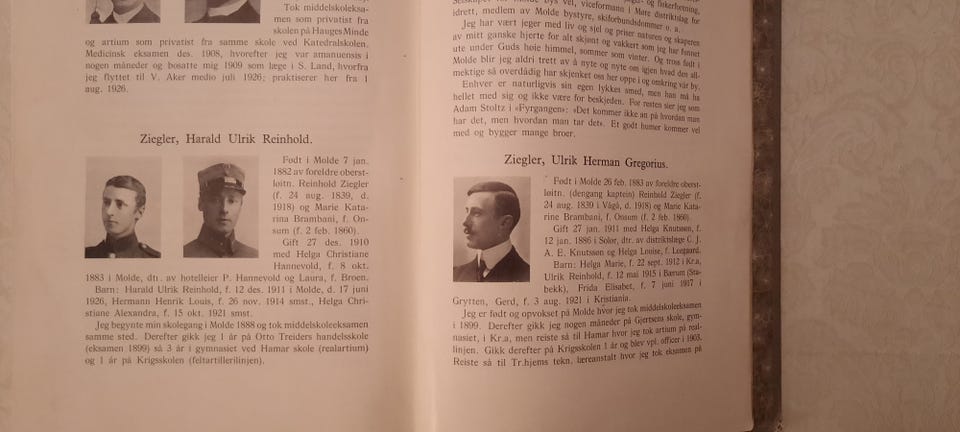 Tok middelskoleeksa-
men som privatist fra
skolen på Hauges Minde
og artium som privatist fra samme skole ved Katedralskolen.
Medicinsk eksamen des. 1908, hvorefter jeg var amanuensis i
nogen måneder og bosatte mig 1909 som læge i S. Land, hvorfra
jeg flyttet til V. Aker medio juli 1926; praktiserer her fra 1
aug. 1926.
Ziegler, Harald Ulrik Reinhold.
Født i Molde 7 jan.
1882 av foreldre oberst-
løitn. Reinhold Ziegler
(f. 24 aug. 1839, d.
1918) og Marie Kata-
rina Brambani, f. On-
sum (f. 2 feb. 1860).
Gift 27 des. 1910
med Helga Christiane
Hannevold, f. 8 okt.
1883 i Molde, dtr. av hotelleier P. Hannevold og Laura, f. Broen.
Barn: Harald Ulrik Reinhold, f. 12 des. 1911 i Molde, d. 17 juni
1926, Hermann Henrik Louis, f. 26 nov. 1914 smst., Helga Chri-
stiane Alexandra, f. 15 okt. 1921 smst.
Jeg begynte min skolegang i Molde 1888 og tok middelskoleeksamen
samme sted. Derefter gikk jeg 1 år på Otto Treiders handelsskole
(eksamen 1899) så 3 år i gymnasiet ved Hamar skole (realartium)
og 1 år på Krigsskolen (feltartillerilinjen).
bys vel, viceformann i Møre distriktslag for
idrett, medlem av Molde bystyre, skiforbundsdommer o. a.
Jeg har vært jeger med liv og sjel og priser naturen og skaperen
av mitt ganske hjerte for alt skjønt og vakkert som jeg har funnet
ute under Guds høie himmel, sommer som vinter. Og tross født i
Molde blir jeg aldri trett av å nyte og nyte om igjen hvad den all-
mektige så overdådig har skjenket oss her oppe i og omkring vår by.
Enhver er naturligvis sin egen lykkes smed, men han må ha
hellet med sig og ikke være for beskjeden. For resten sier jeg som
Adam Stoltz i «Fyrgangen»: «Det kommer ikke an på hvordan man
har det, men hvordan man tar det». Et godt humør kommer vel
med og bygger mange broer.
Ziegler, Ulrik Herman Gregorius.
Født i Molde 26 feb. 1883 av foreldre oberst-
løitn. (dengang kaptein) Reinhold Ziegler (f.
24 aug. 1839 i Vågå, d. 1918) og Marie Kata-
rine Brambani, f. Onsum (f. 2 feb. 1860).
Gift 27 jan. 1911 med Helga Knutssen, f.
12 jan. 1886 i Solør, dtr. av distriktslæge C. J.
A. E. Knutsson og Helga Louise, f. Loegaard.
Barn: Helga Marie, f. 22 sept. 1912 i Kr.a,
Ulrik Reinhold, f. 12 mai 1915 i Bærum (Sta-
bekk), Frida Elisabet, f. 7 juni 1917 i
Grytten, Gerd, f. 3 aug. 1921 i Kristiania.
Jeg er født og opvokset på Molde hvor jeg tok middelskoleeksamen
i 1899. Derefter gikk jeg nogen måneder på Gjertsens skole, gym-
nasiet, i Kr.a, men reiste så til Hamar hvor jeg tok artium på real-
linjen. Gikk derefter på Krigsskolen 1 år og blev vpl. officer i 1903.
Reiste så til Tr.hjems tekn. læreanstalt hvor jeg tok eksamen på